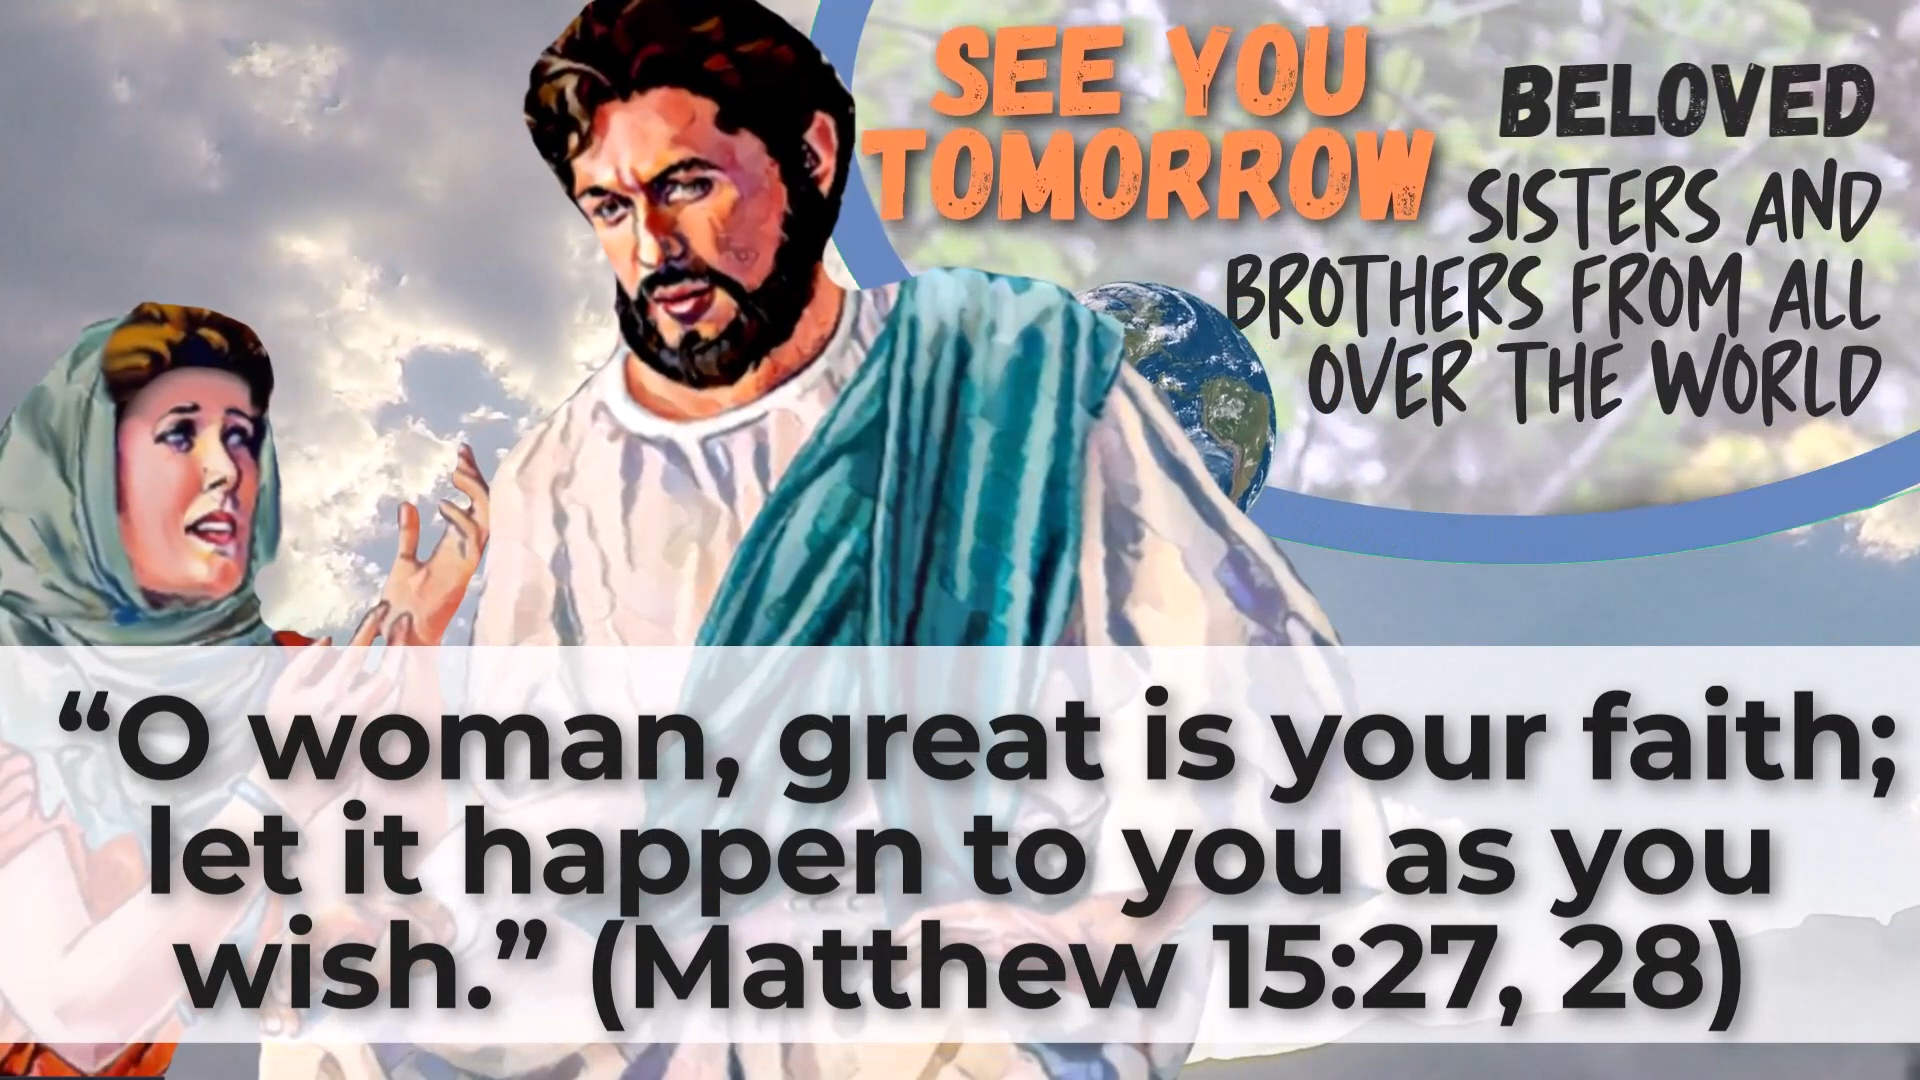 SEE YOU
TOMORROW
BELOVED
SISTERS AND
BROTHERS FROM ALL
OVER THE WORLD
“O woman, great is your faith;
let it happen to you as you
wish.” (Matthew 15:27, 28)